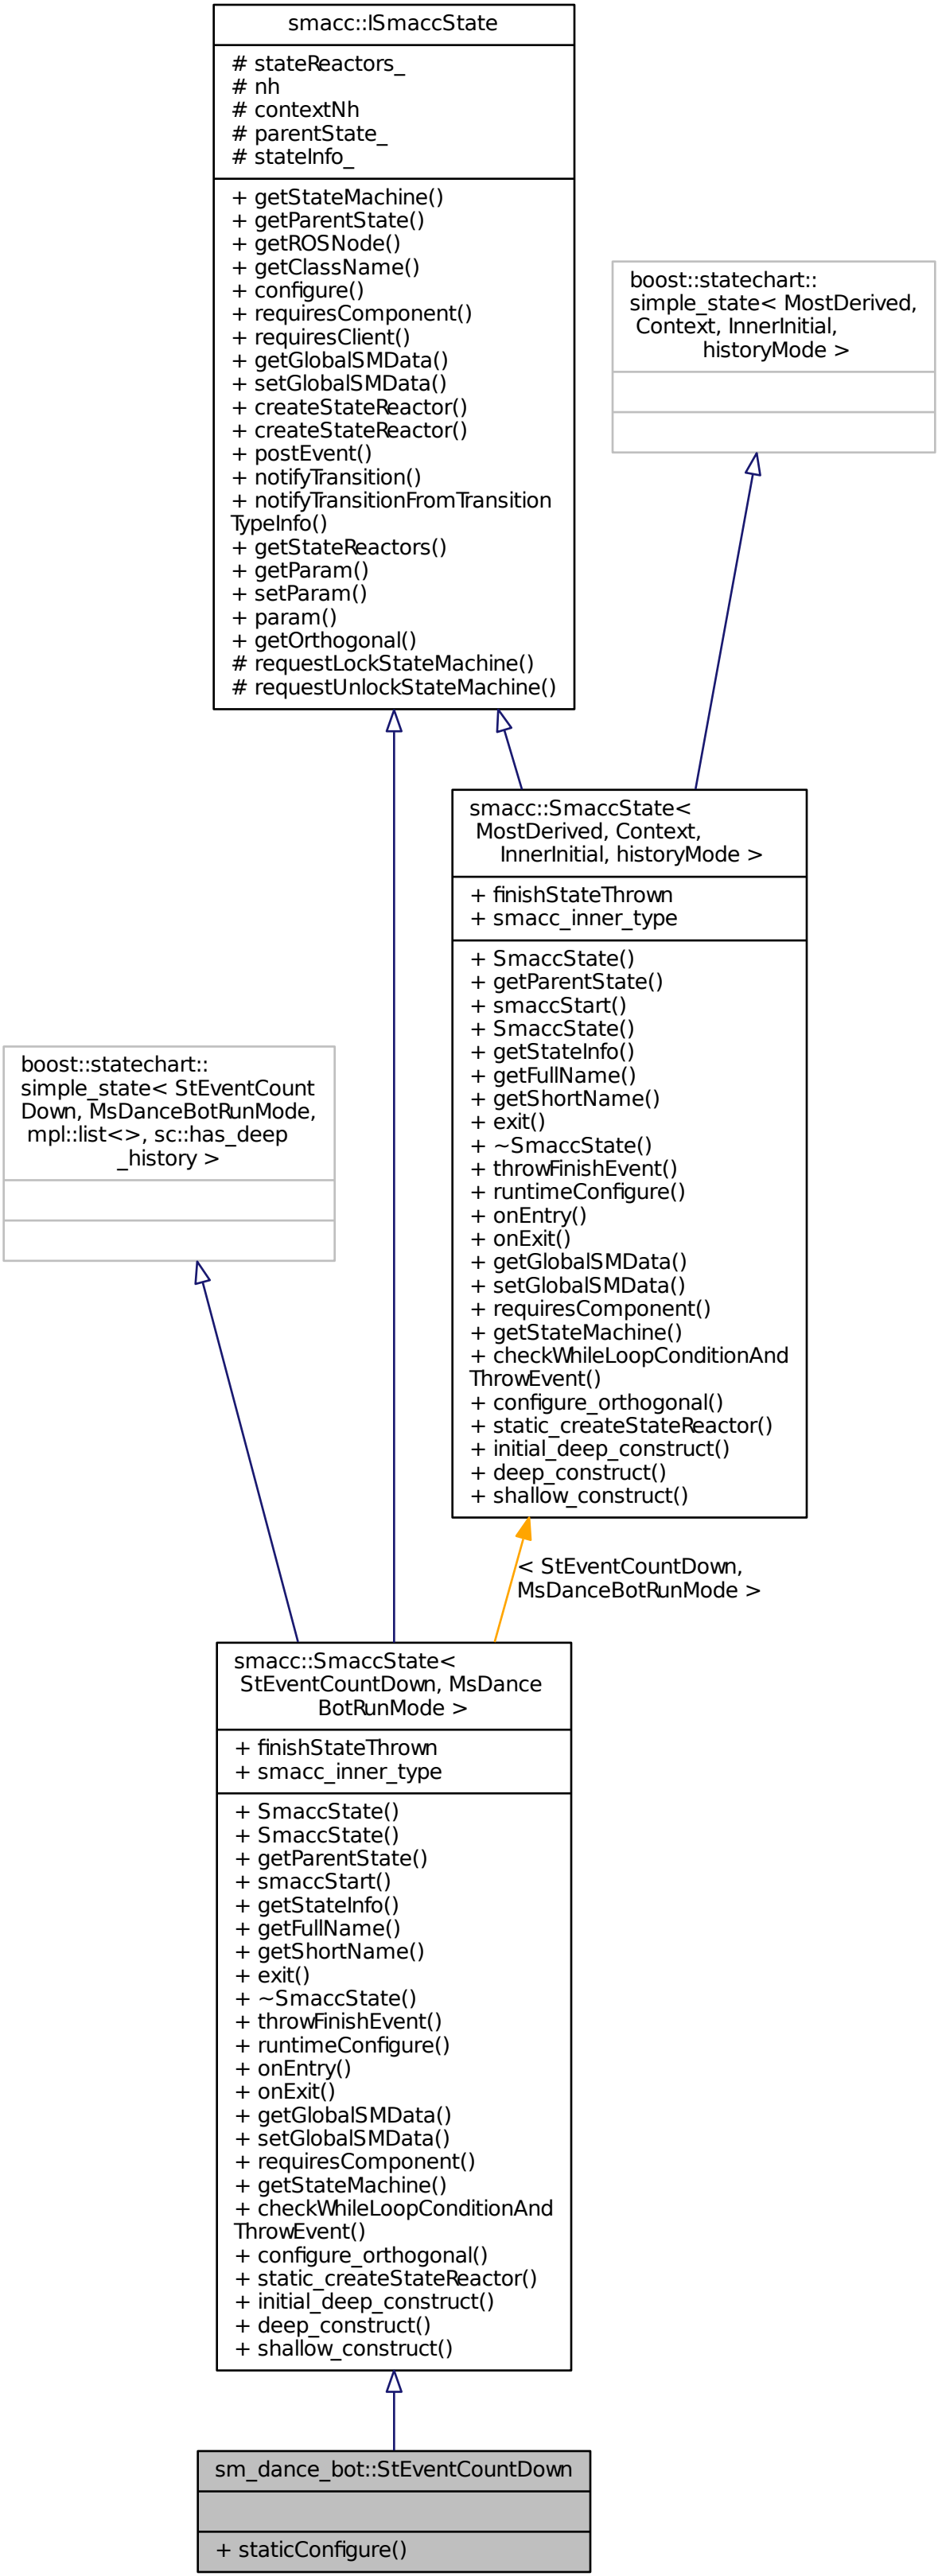 smacc::ISmaccState
# stateReactors_
# nh
# contextNh
# parentState_
# stateInfo_
+ getStateMachine()
+ getParentState()
+ getROSNode()
+ getClassName()
+ configure()
+ requiresComponent()
+ requiresClient()
+ getGlobalSMData()
+ setGlobalSMData()
+ createStateReactor()
+ createStateReactor()
+ postEvent()
+ notifyTransition()
+ notifyTransitionFromTransition
TypeInfo()
+ getStateReactors()
+ getParam()
+ setParam()
+ param()
+ getOrthogonal()
# requestLockStateMachine()
# requestUnlockStateMachine()
boost::statechart::
simple_state< MostDerived,
Context, InnerInitial,
historyMode >
smacc::SmaccState<
MostDerived, Context,
InnerInitial, historyMode >
+ finishStateThrown
+ smacc_inner_type
+ SmaccState()
+ getParentState()
+ smaccStart()
+ SmaccState()
+ getStateInfo()
+ getFullName()
+ getShortName()
+ exit()
+ ~SmaccState()
+ throwFinishEvent()
+ runtimeConfigure()
+ onEntry()
+ onExit()
+ getGlobalSMData()
+ setGlobalSMData()
+ requiresComponent()
+ getStateMachine()
+ checkWhileLoopConditionAnd
ThrowEvent()
+ configure_orthogonal()
+ static_createStateReactor()
+ initial_deep_construct()
+ deep_construct()
+ shallow_construct()
boost::statechart::
simple_state< StEventCount
Down, MsDanceBotRunMode,
mpl::list<>, sc::has_deep
_history >
< StEventCountDown,
MsDanceBotRunMode >
smacc::SmaccState<
StEventCountDown, MsDance
BotRunMode >
+ finishStateThrown
+ smacc_inner_type
+ SmaccState()
+ SmaccState()
+ getParentState()
+ smaccStart()
+ getStateInfo()
+ getFullName()
+ getShortName()
+ exit()
+ ~SmaccState()
+ throwFinishEvent()
+ runtimeConfigure()
+ onEntry()
+ onExit()
+ getGlobalSMData()
+ setGlobalSMData()
+ requiresComponent()
+ getStateMachine()
+ checkWhileLoopConditionAnd
ThrowEvent()
+ configure_orthogonal()
+ static_createStateReactor()
+ initial_deep_construct()
+ deep_construct()
+ shallow_construct()
sm_dance_bot::StEventCountDown
+ staticConfigure()